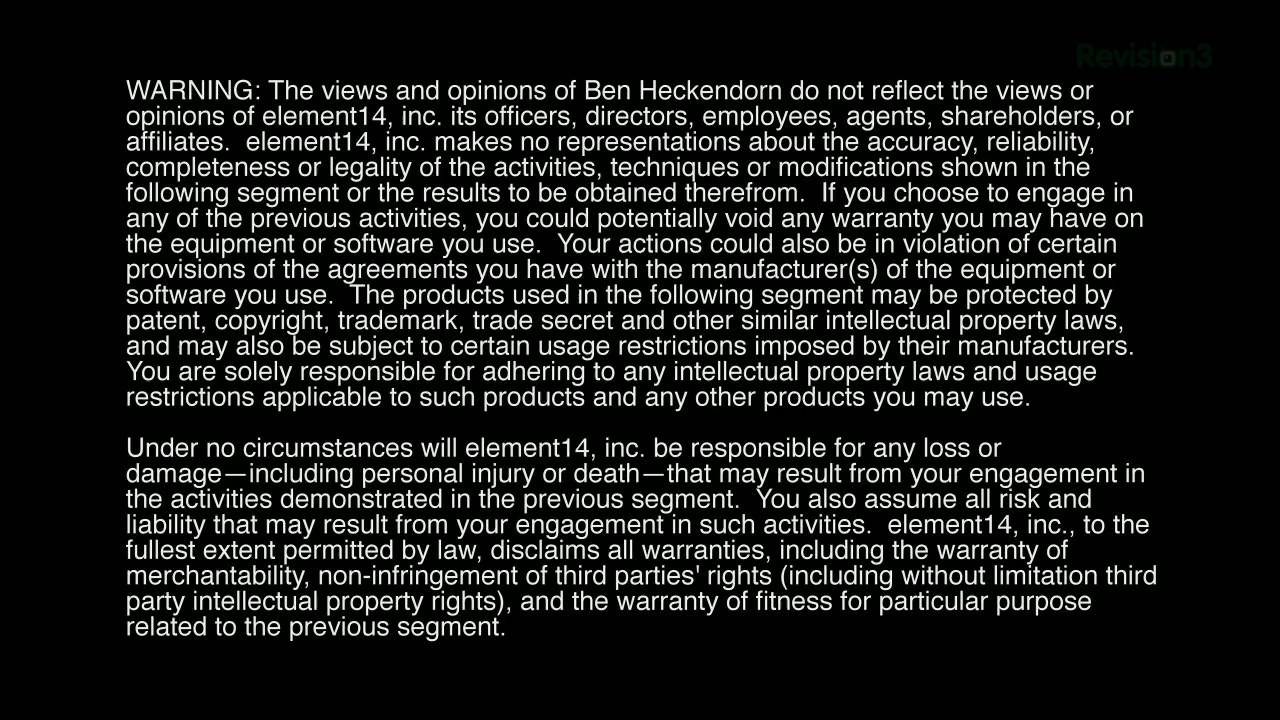 Revision3
WARNING: The views and opinions of Ben Heckendorn do not reflect the views or
opinions of element14, inc. its officers, directors, employees, agents, shareholders, or
affiliates.  element14, inc. makes no representations about the accuracy, reliability,
completeness or legality of the activities, techniques or modifications shown in the
following segment or the results to be obtained therefrom.  If you choose to engage in
any of the previous activities, you could potentially void any warranty you may have on
the equipment or software you use.  Your actions could also be in violation of certain
provisions of the agreements you have with the manufacturer(s) of the equipment or
software you use.  The products used in the following segment may be protected by
patent, copyright, trademark, trade secret and other similar intellectual property laws,
and may also be subject to certain usage restrictions imposed by their manufacturers.
You are solely responsible for adhering to any intellectual property laws and usage
restrictions applicable to such products and any other products you may use.
Under no circumstances will element14, inc. be responsible for any loss or
damage—including personal injury or death—that may result from your engagement in
the activities demonstrated in the previous segment.  You also assume all risk and
liability that may result from your engagement in such activities.  element14, inc., to the
fullest extent permitted by law, disclaims all warranties, including the warranty of
merchantability, non-infringement of third parties' rights (including without limitation third
party intellectual property rights), and the warranty of fitness for particular purpose
related to the previous segment.